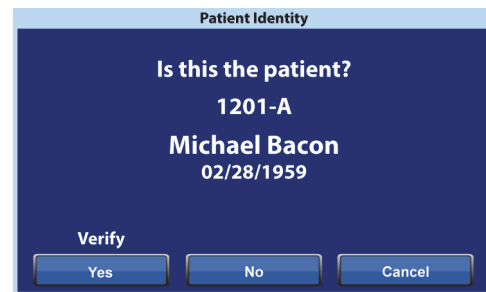 Patient Identity
Is this the patient?
1201-A
Michael Bacon
02/28/1959
Verify
Yes No Cancel